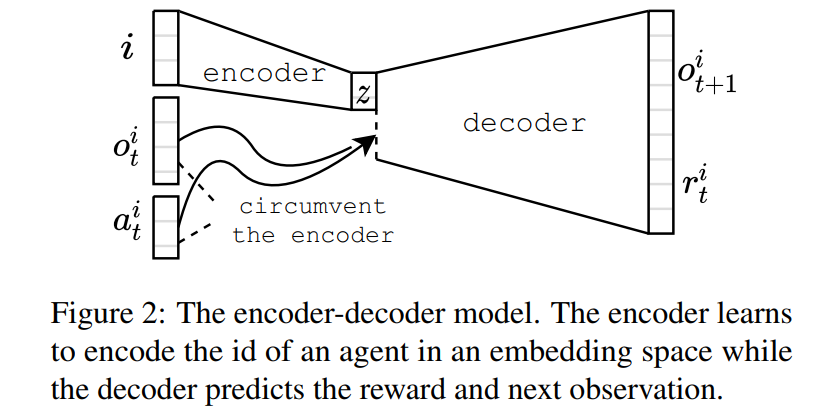 i
encoder
z
decoder
o^i_{t+1}
o^i_t
r^i_t
a^i_t
circumvent
the encoder
Figure 2: The encoder-decoder model. The encoder learns
to encode the id of an agent in an embedding space while
the decoder predicts the reward and next observation.